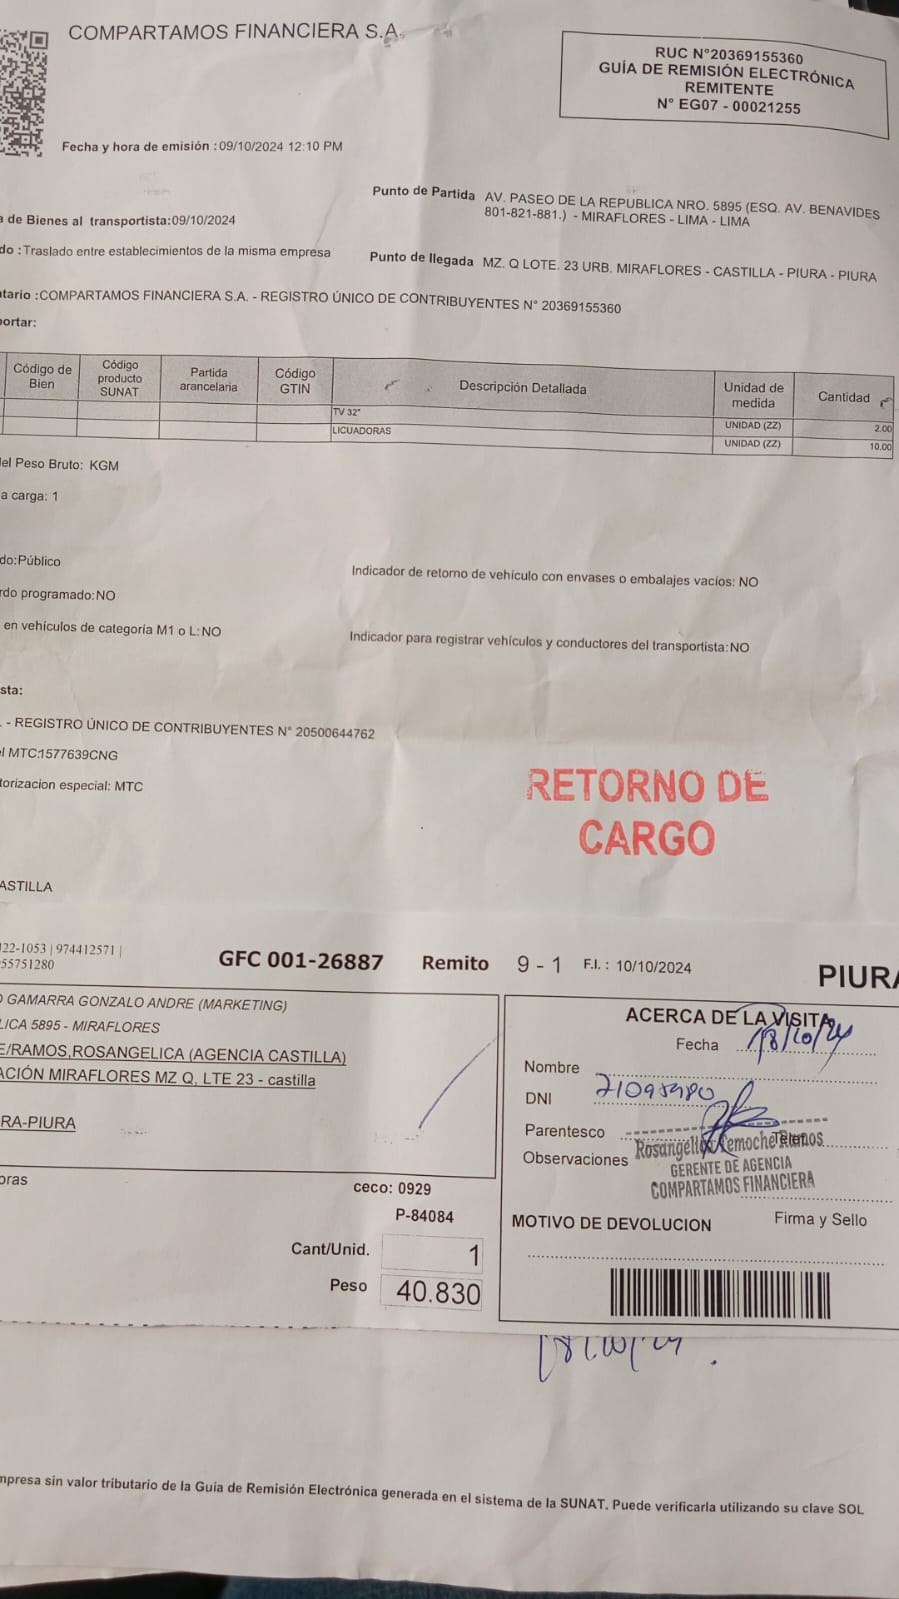 COMPARTAMOS FINANCIERA S.A.
RUC N°20369155360
GUÍA DE REMISIÓN ELECTRÓNICA
REMITENTE
N° EG07 - 00021255
Fecha y hora de emisión :09/10/2024 12:10 PM
Punto de Partida AV. PASEO DE LA REPUBLICA NRO. 5895 (ESQ. AV. BENAVIDES
801-821-881.) - MIRAFLORES - LIMA - LIMA
a de Bienes al transportista:09/10/2024
do :Traslado entre establecimientos de la misma empresa
Punto de llegada MZ. Q LOTE. 23 URB. MIRAFLORES - CASTILLA - PIURA - PIURA
tario :COMPARTAMOS FINANCIERA S.A. - REGISTRO ÚNICO DE CONTRIBUYENTES N° 20369155360
ortar:
Código de Bien Código producto SUNAT Partida arancelaria Código GTIN Descripción Detallada Unidad de medida Cantidad
TV 32" UNIDAD (ZZ) 2.00
LICUADORAS UNIDAD (ZZ) 10.00
el Peso Bruto: KGM
a carga: 1
do:Público
Indicador de retorno de vehículo con envases o embalajes vacíos: NO
rdo programado:NO
en vehículos de categoría M1 o L:NO
Indicador para registrar vehículos y conductores del transportista:NO
sta:
. - REGISTRO ÚNICO DE CONTRIBUYENTES N° 20500644762
l MTC:1577639CNG
torizacion especial: MTC
RETORNO DE
CARGO
ASTILLA
22-1053 | 974412571 |
55751280
GFC 001-26887 Remito 9 - 1 F.I. : 10/10/2024 PIURA
O GAMARRA GONZALO ANDRE (MARKETING)
LICA 5895 - MIRAFLORES
E/RAMOS,ROSANGELICA (AGENCIA CASTILLA)
ACIÓN MIRAFLORES MZ Q, LTE 23 - castilla
RA-PIURA
oras
ceco: 0929
P-84084
Cant/Unid. 1
Peso 40.830
ACERCA DE LA VISITA
Fecha 18/10/24
Nombre
DNI 71095980
Parentesco
Observaciones
GERENTE DE AGENCIA
COMPARTAMOS FINANCIERA
MOTIVO DE DEVOLUCION Firma y Sello
18/10/24
mpresa sin valor tributario de la Guía de Remisión Electrónica generada en el sistema de la SUNAT. Puede verificarla utilizando su clave SOL